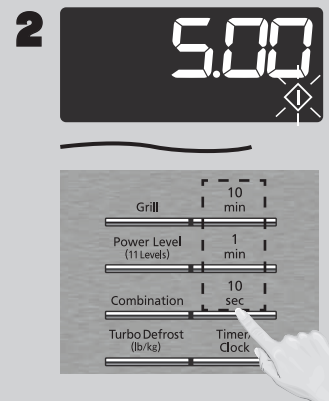 2
5.00
10
Grill min
Power Level 1
(11 Levels) min
10
Combination sec
Turbo Defrost Timer/
(lb/kg) Clock